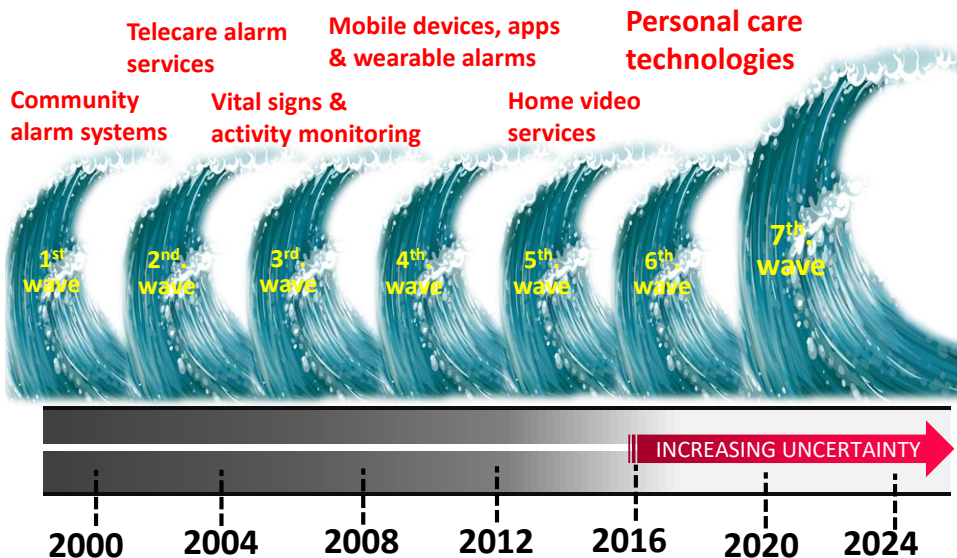 Telecare alarm
services
Mobile devices, apps
& wearable alarms
Personal care
technologies
Community
alarm systems
Vital signs &
activity monitoring
Home video
services
1st
wave
2nd.
wave
3rd.
wave
4th.
wave
5th.
wave
6th.
wave
7th.
wave
INCREASING UNCERTAINTY
2000
2004
2008
2012
2016
2020
2024